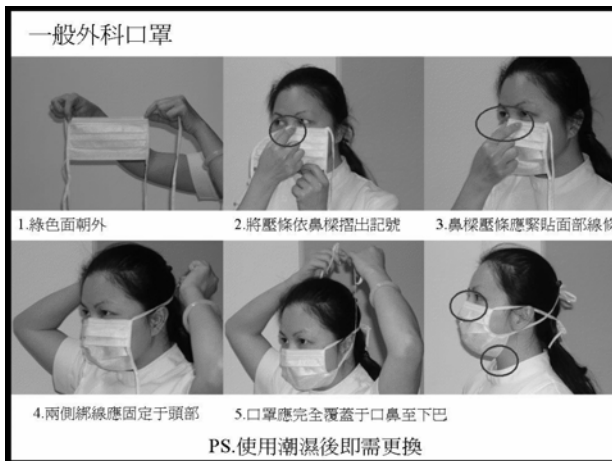 一般外科口罩
1.綠色面朝外
2.將壓條依鼻樑摺出記號
3.鼻樑壓條應緊貼面部線條
4.兩側綁線應固定于頭部
5.口罩應完全覆蓋于口鼻至下巴
PS.使用潮濕後即需更換